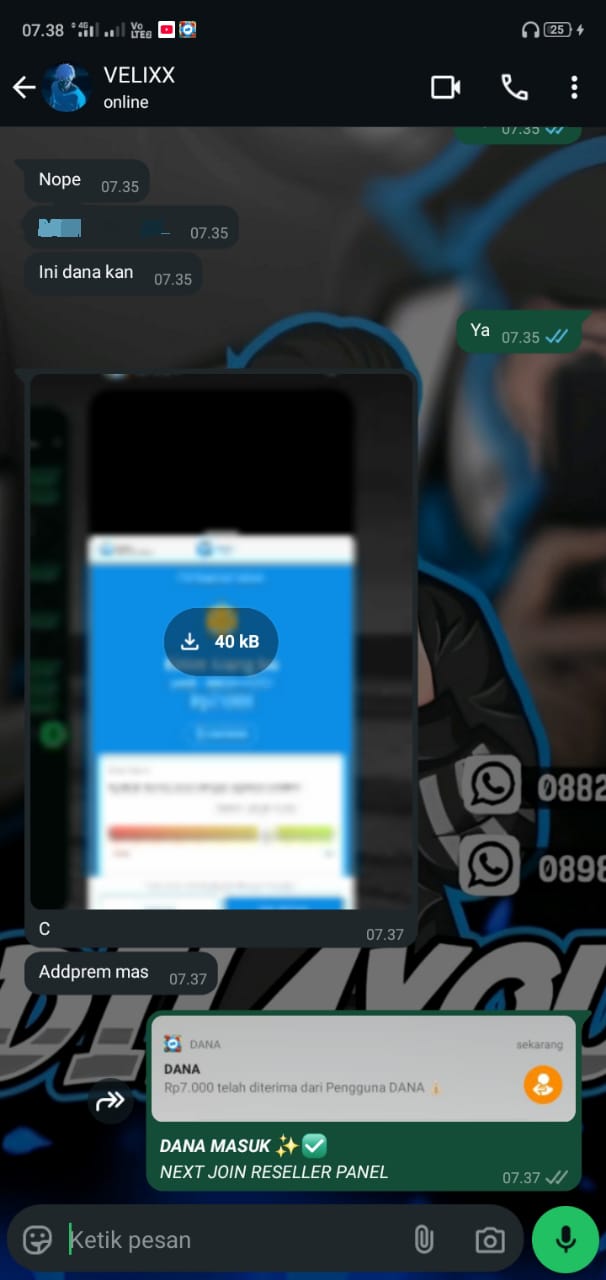 07.38
4G
Vo
LTE
25
VELIXX
online
07.35
Nope
07.35
07.35
Ini dana kan
07.35
Ya
07.35
40 kB
C
07.37
0882
0898
Addprem mas
07.37
DANA
sekarang
DANA
Rp7.000 telah diterima dari Pengguna DANA
DANA MASUK ✨✅
NEXT JOIN RESELLER PANEL
07.37
Ketik pesan